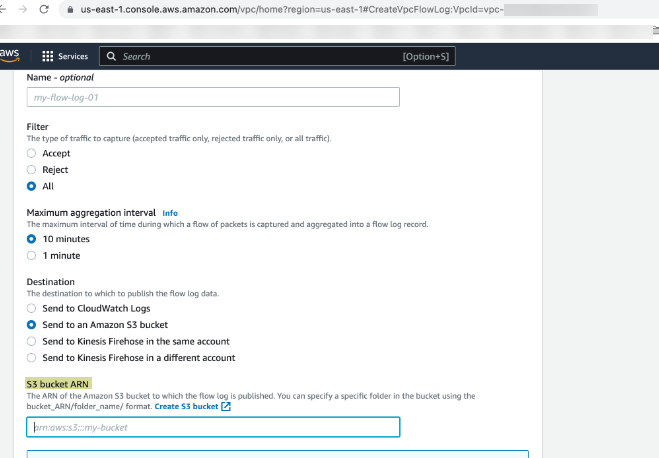 us-east-1.console.aws.amazon.com/vpc/home?region=us-east-1#CreateVpcFlowLog:VpcId=vpc-
aws Services Search [Option+S]
Name - optional
my-flow-log-01
Filter
The type of traffic to capture (accepted traffic only, rejected traffic only, or all traffic).
Accept
Reject
All
Maximum aggregation interval Info
The maximum interval of time during which a flow of packets is captured and aggregated into a flow log record.
10 minutes
1 minute
Destination
The destination to which to publish the flow log data.
Send to CloudWatch Logs
Send to an Amazon S3 bucket
Send to Kinesis Firehose in the same account
Send to Kinesis Firehose in a different account
S3 bucket ARN
The ARN of the Amazon S3 bucket to which the flow log is published. You can specify a specific folder in the bucket using the
bucket_ARN/folder_name/ format. Create S3 bucket
arn:aws:s3:::my-bucket